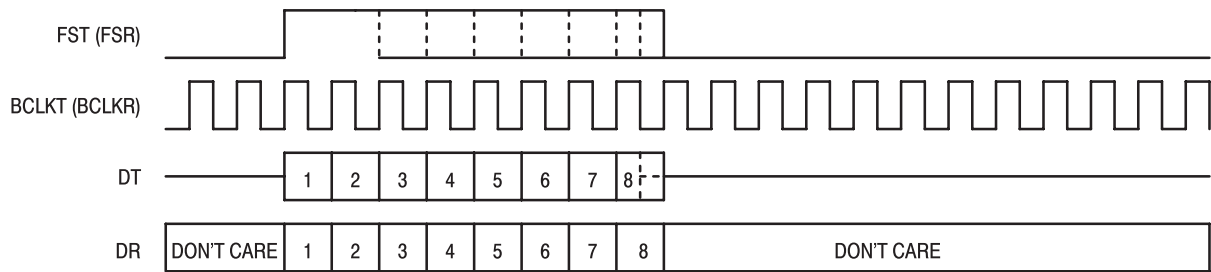 FST (FSR)
BCLKT (BCLKR)
DT 1 2 3 4 5 6 7 8
DR DON'T CARE 1 2 3 4 5 6 7 8 DON'T CARE